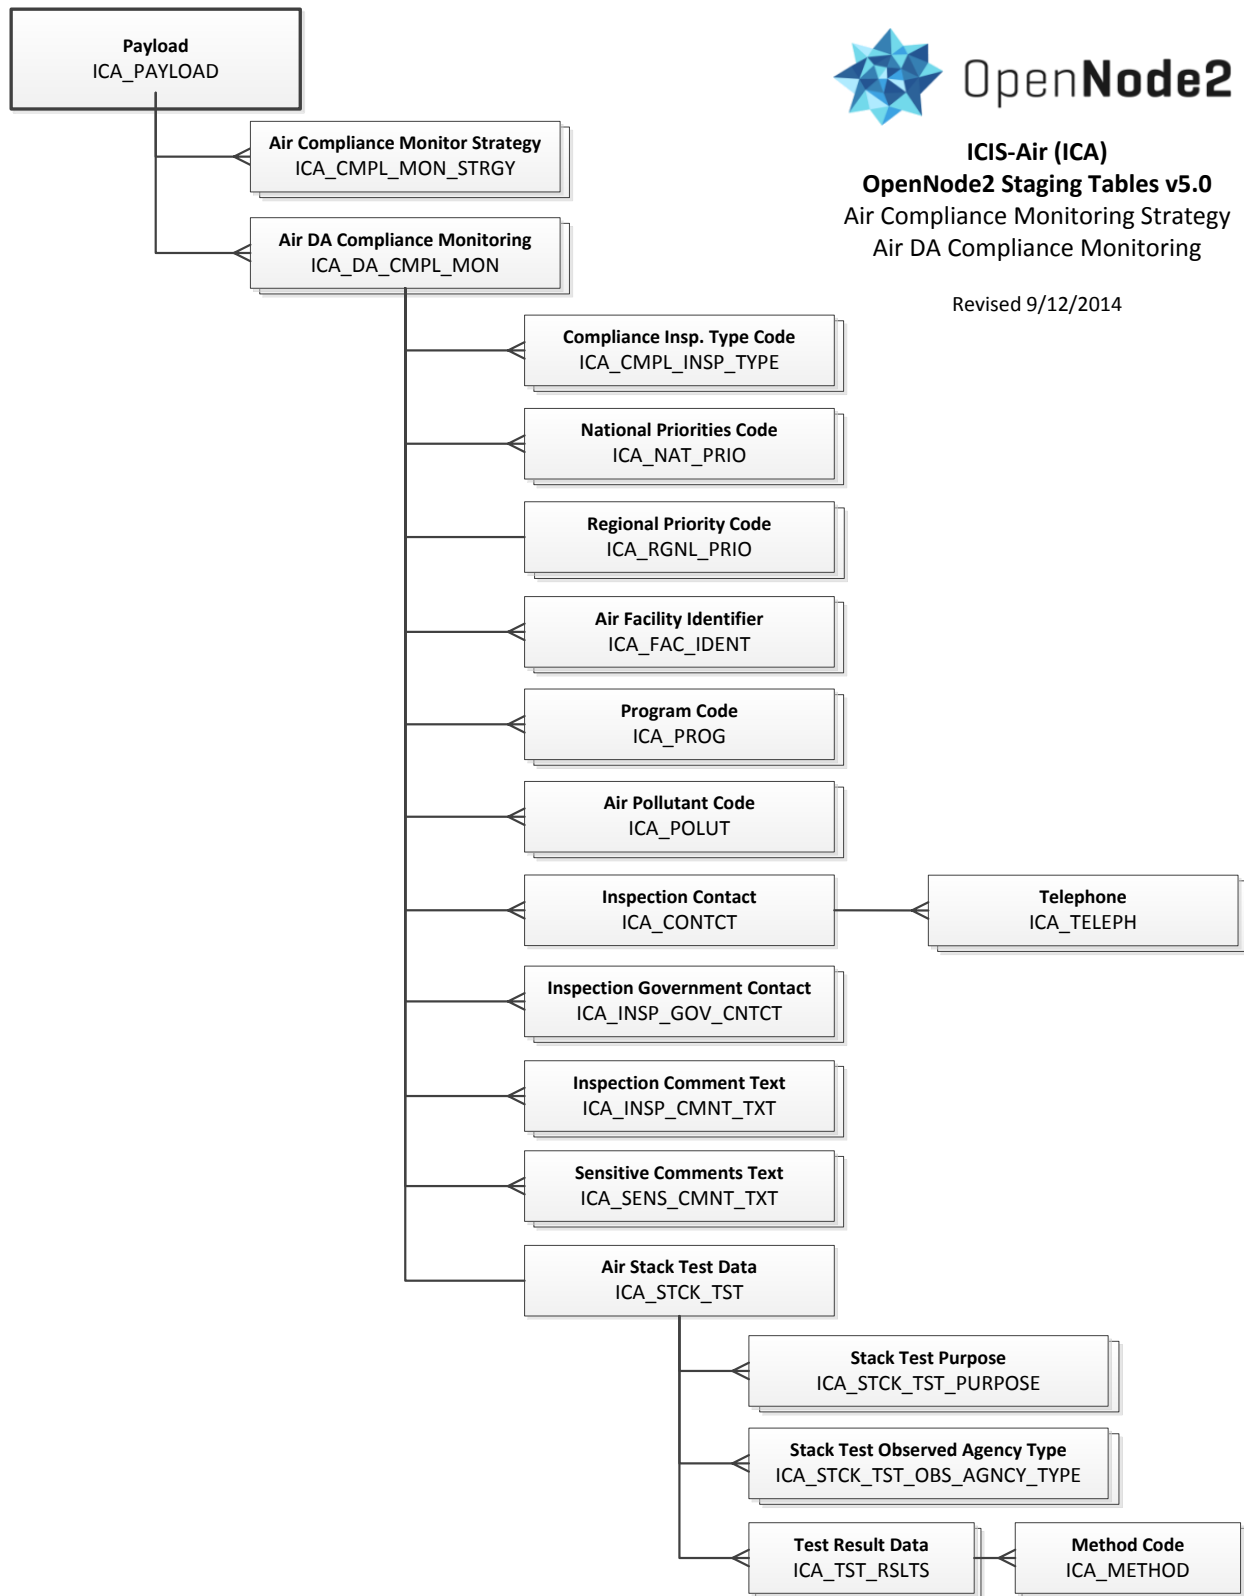 Payload
ICA_PAYLOAD
OpenNode2
ICIS-Air (ICA)
OpenNode2 Staging Tables v5.0
Air Compliance Monitoring Strategy
Air DA Compliance Monitoring
Revised 9/12/2014
Air Compliance Monitor Strategy
ICA_CMPL_MON_STRGY
Air DA Compliance Monitoring
ICA_DA_CMPL_MON
Compliance Insp. Type Code
ICA_CMPL_INSP_TYPE
National Priorities Code
ICA_NAT_PRIO
Regional Priority Code
ICA_RGNL_PRIO
Air Facility Identifier
ICA_FAC_IDENT
Program Code
ICA_PROG
Air Pollutant Code
ICA_POLUT
Inspection Contact
ICA_CONTCT
Telephone
ICA_TELEPH
Inspection Government Contact
ICA_INSP_GOV_CNTCT
Inspection Comment Text
ICA_INSP_CMNT_TXT
Sensitive Comments Text
ICA_SENS_CMNT_TXT
Air Stack Test Data
ICA_STCK_TST
Stack Test Purpose
ICA_STCK_TST_PURPOSE
Stack Test Observed Agency Type
ICA_STCK_TST_OBS_AGNCY_TYPE
Test Result Data
ICA_TST_RSLTS
Method Code
ICA_METHOD